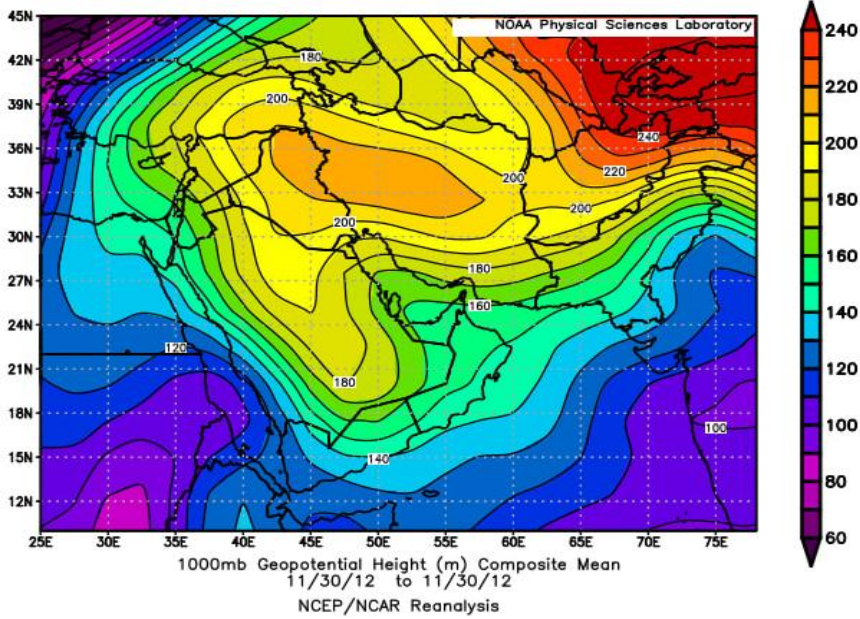 NOAA Physical Sciences Laboratory
45N
42N
39N
36N
33N
30N
27N
24N
21N
18N
15N
12N
180
200
240
220
200
200
200
180
160
120
180
100
140
25E 30E 35E 40E 45E 50E 55E 60E 65E 70E 75E
240
220
200
180
160
140
120
100
80
60
1000mb Geopotential Height (m) Composite Mean
11/30/12 to 11/30/12
NCEP/NCAR Reanalysis